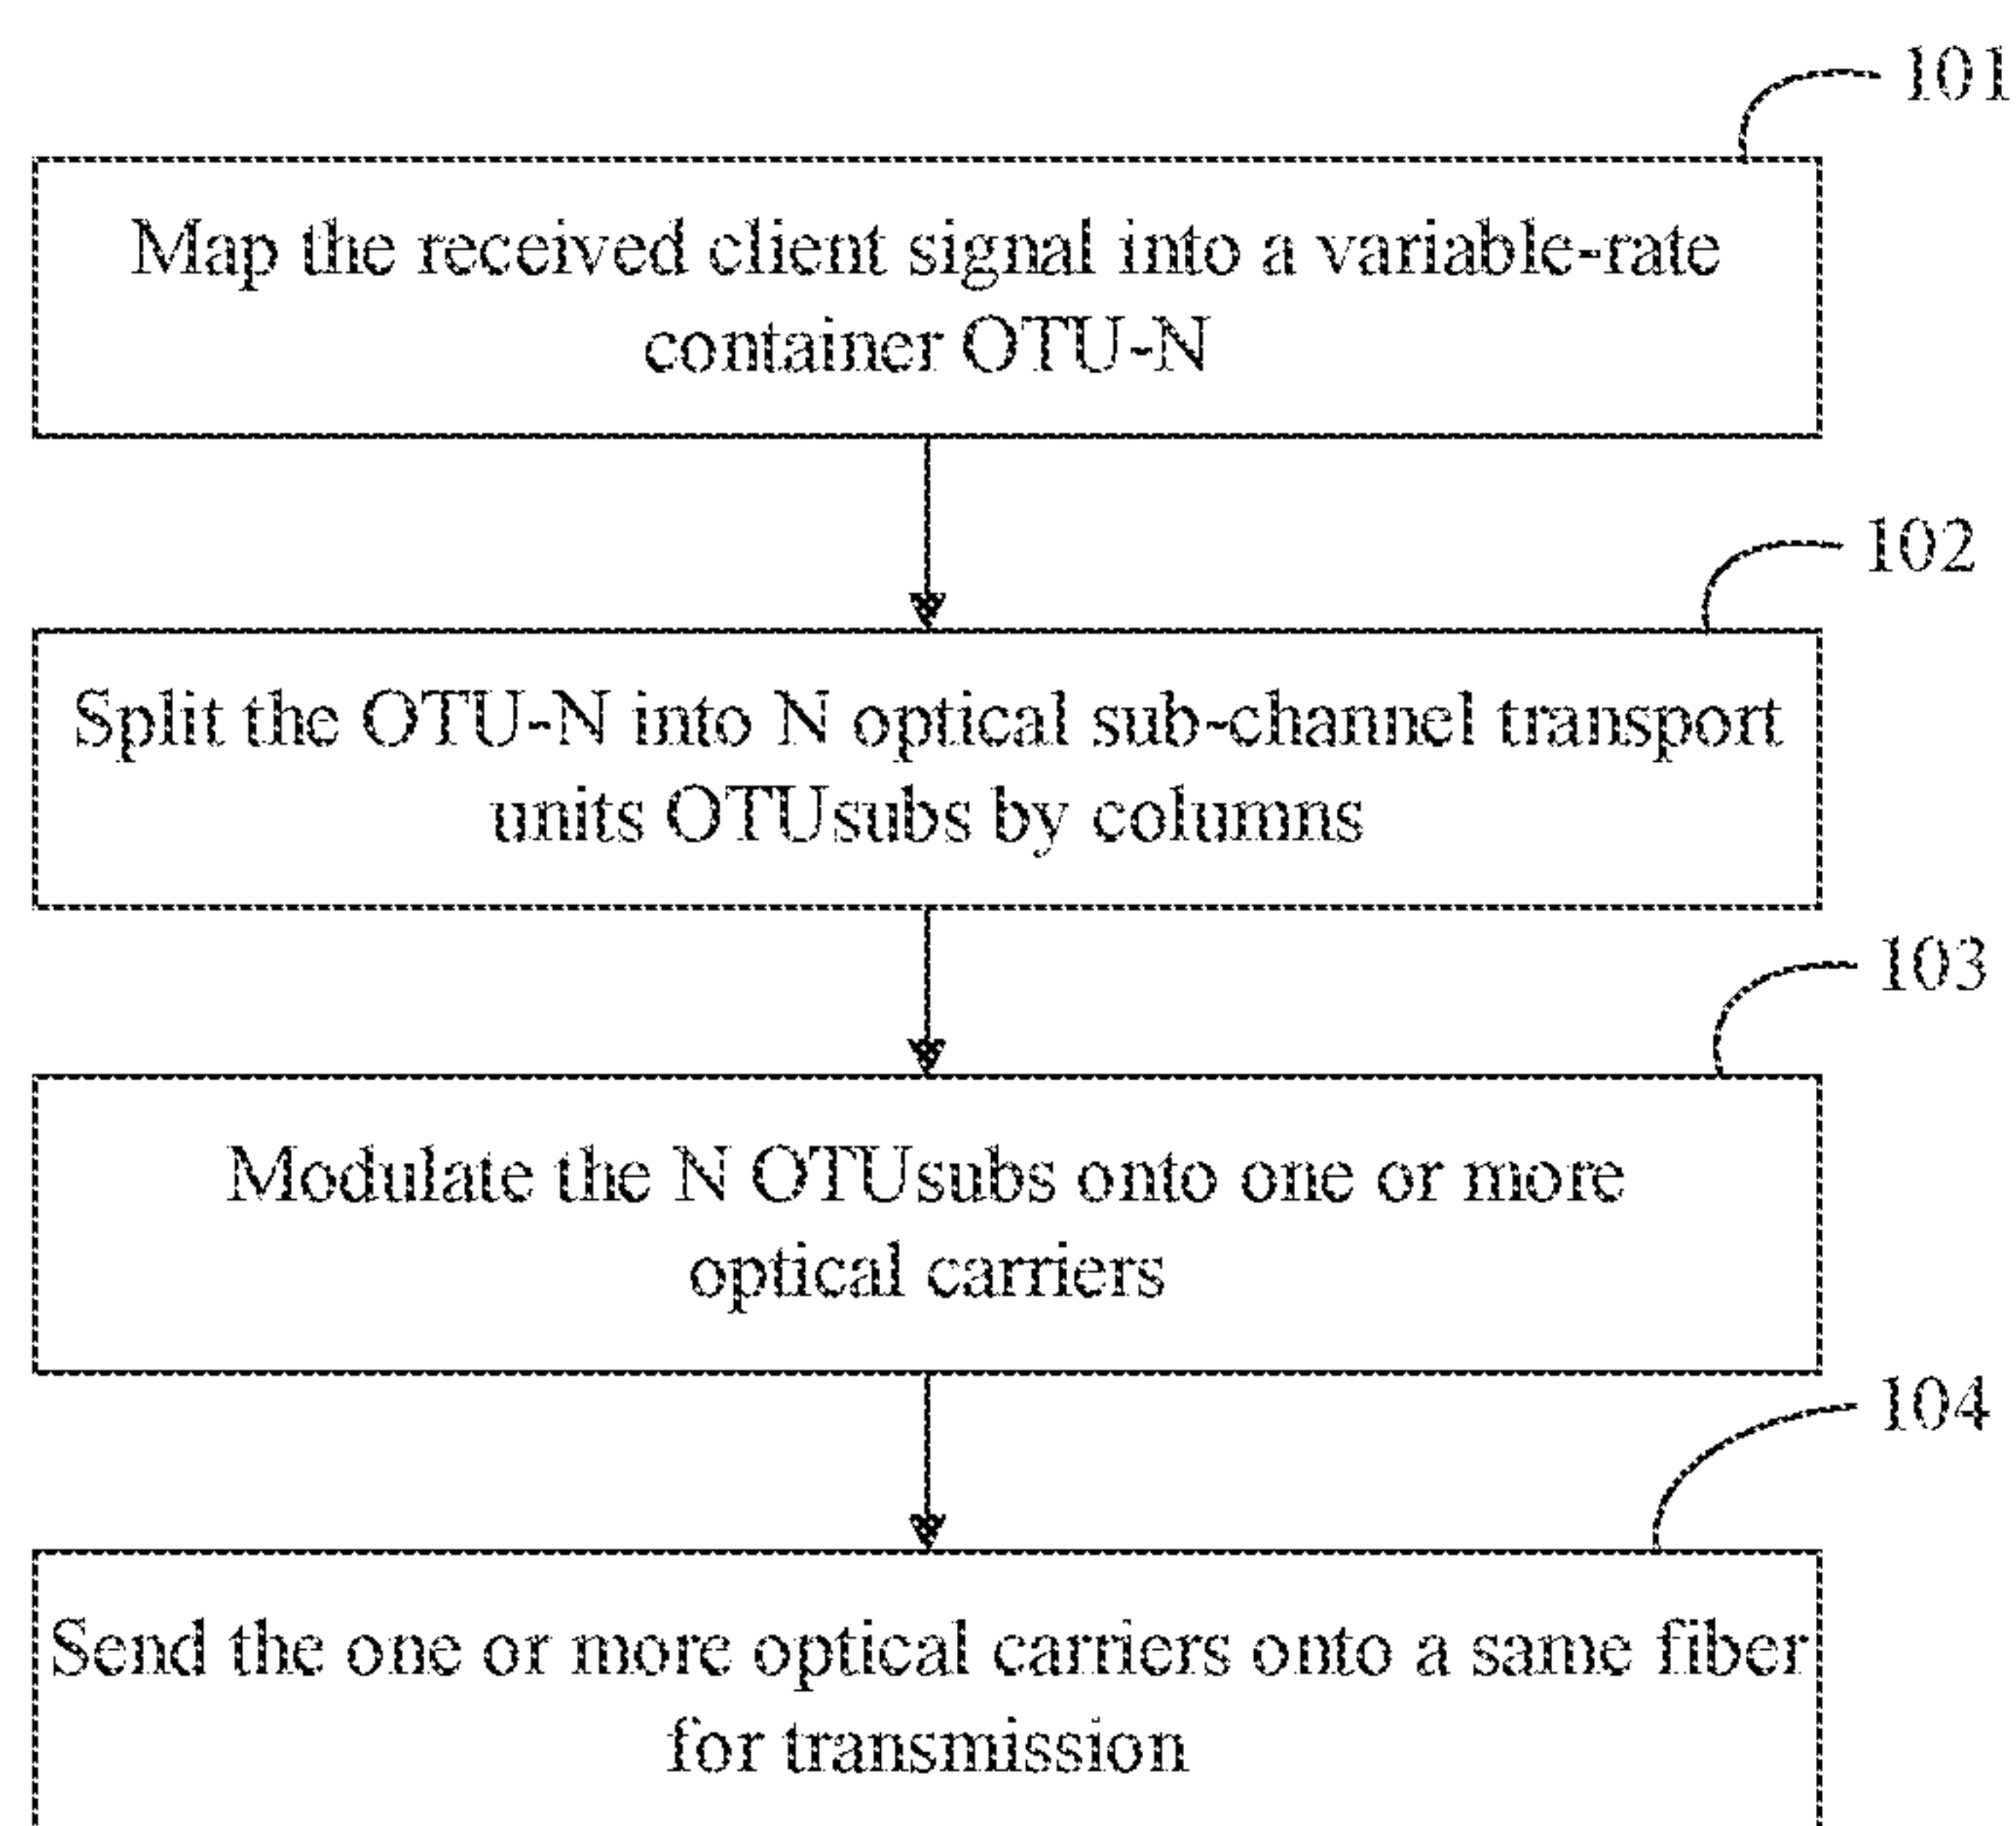 101
Map the received client signal into a variable-rate
container OTU-N
102
Split the OTU-N into N optical sub-channel transport
units OTUsubs by columns
103
Modulate the N OTUsubs onto one or more
optical carriers
104
Send the one or more optical carriers onto a same fiber
for transmission